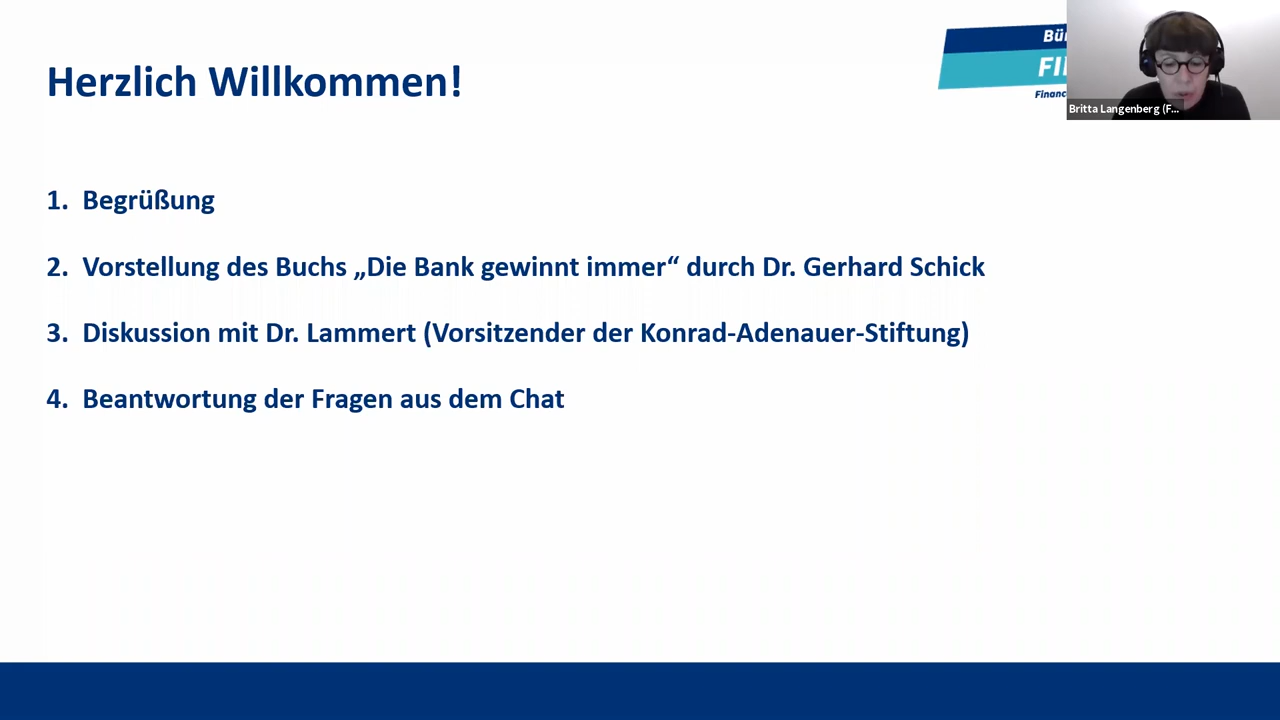 Herzlich Willkommen!
Britta Langenberg (F...
1. Begrüßung
2. Vorstellung des Buchs „Die Bank gewinnt immer“ durch Dr. Gerhard Schick
3. Diskussion mit Dr. Lammert (Vorsitzender der Konrad-Adenauer-Stiftung)
4. Beantwortung der Fragen aus dem Chat